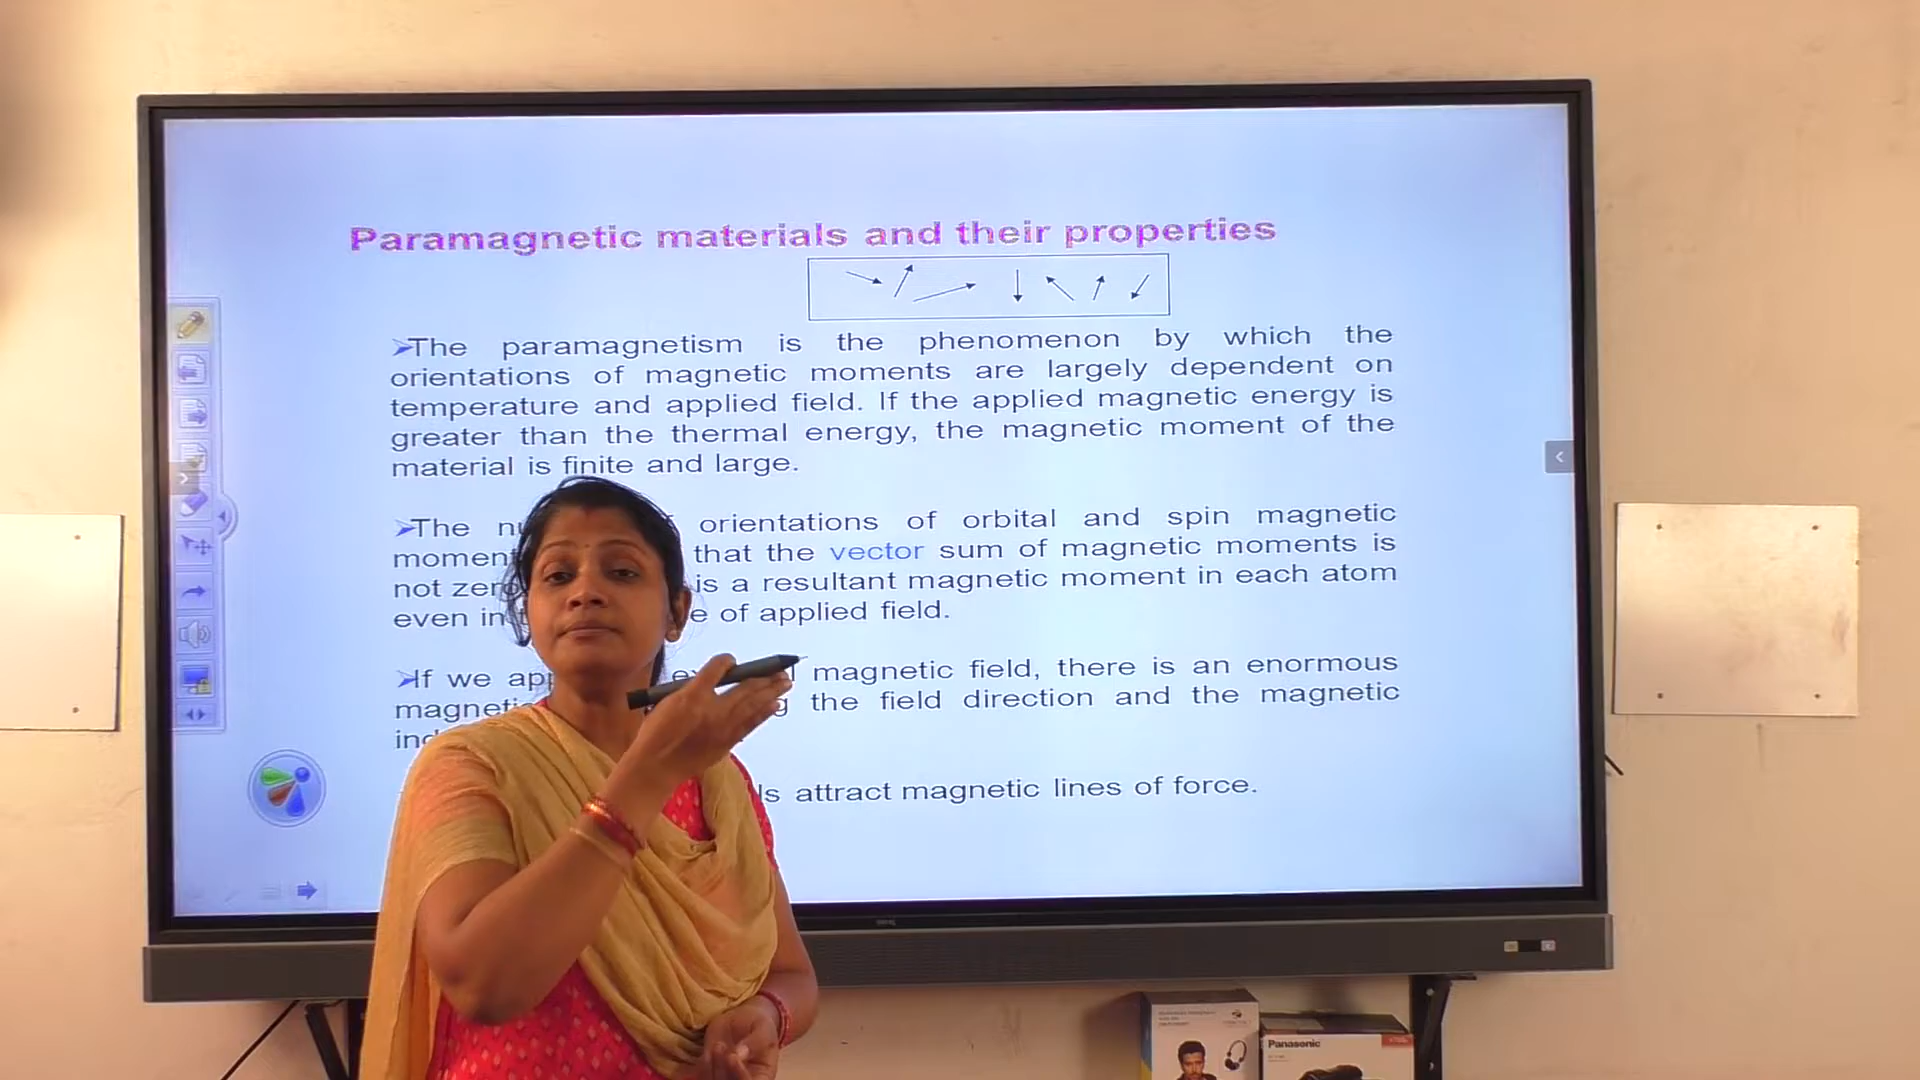 Paramagnetic materials and their properties
➢The paramagnetism is the phenomenon by which the
orientations of magnetic moments are largely dependent on
temperature and applied field. If the applied magnetic energy is
greater than the thermal energy, the magnetic moment of the
material is finite and large.
➢The orientations of orbital and spin magnetic
that the vector sum of magnetic moments is
not is a resultant magnetic moment in each atom
even in of applied field.
➢If we magnetic field, there is an enormous
the field direction and the magnetic
attract magnetic lines of force.
Panasonic